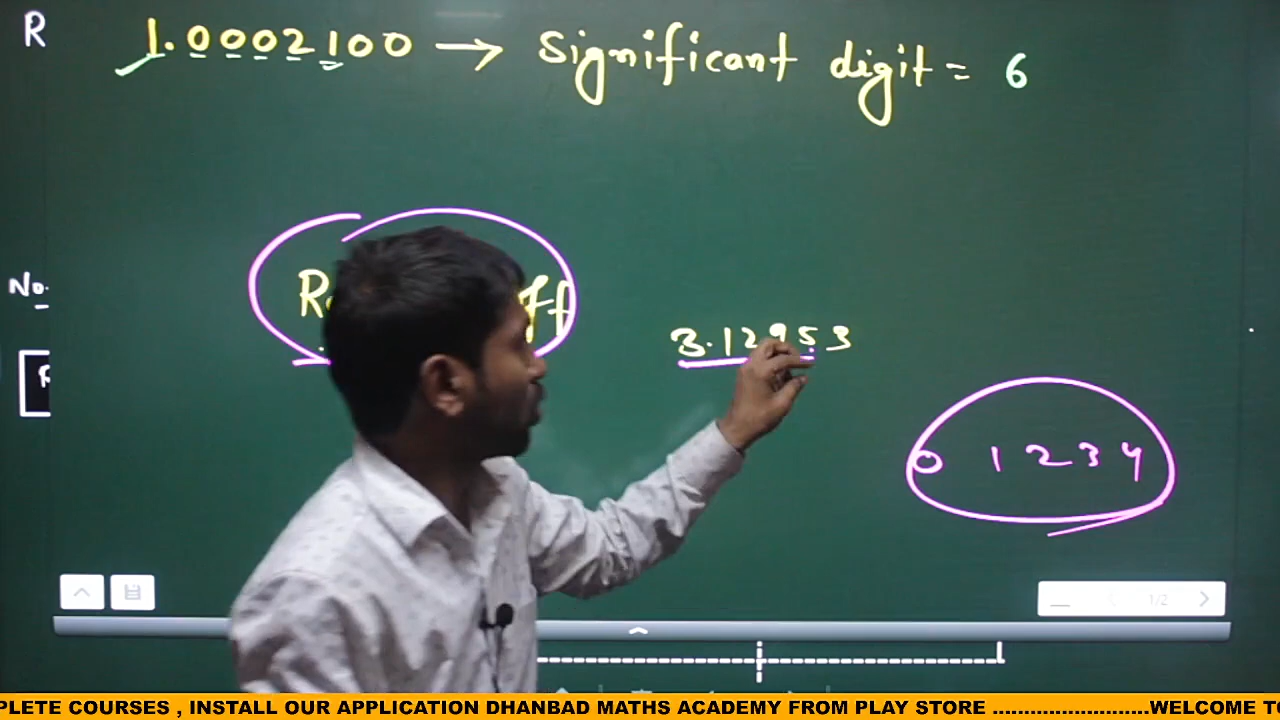 R
1.0002100 → Significant digit = 6
No.
3.12953
0 1 2 3 4
1/2
PLETE COURSES , INSTALL OUR APPLICATION DHANBAD MATHS ACADEMY FROM PLAY STORE ........................WELCOME TO